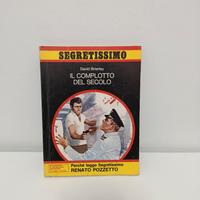 SEGRETISSIMO
David Brierley
IL COMPLOTTO
DEL SECOLO
Perché leggo Segretissimo
RENATO POZZETTO